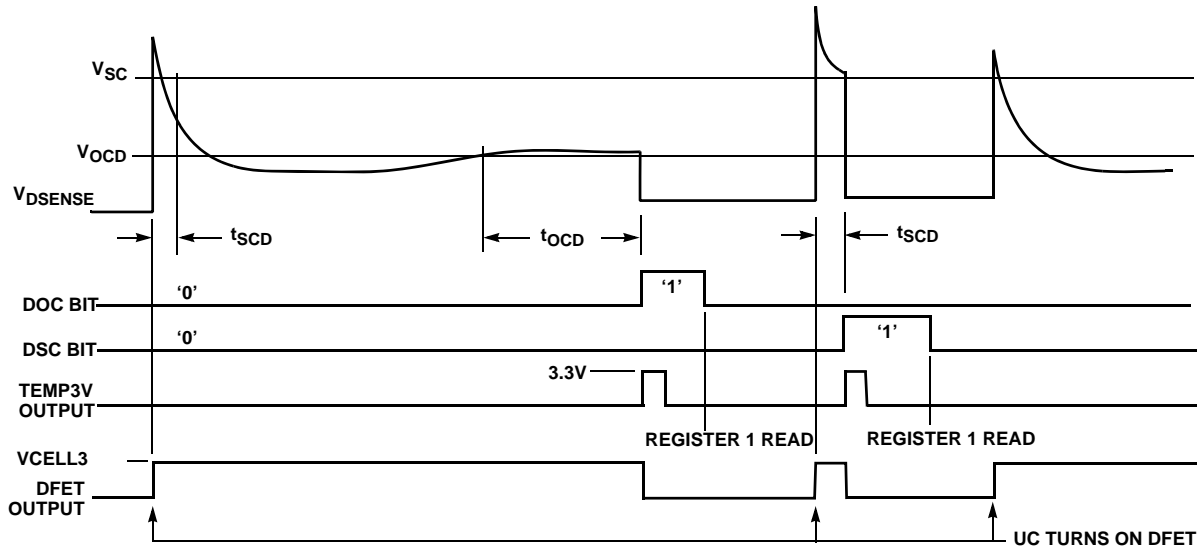 VSC
VOCD
VDSENSE
tSCD
tOCD
tSCD
DOC BIT
‘0’
‘1’
DSC BIT
‘0’
‘1’
3.3V
TEMP3V
OUTPUT
REGISTER 1 READ
REGISTER 1 READ
VCELL3
DFET
OUTPUT
UC TURNS ON DFET